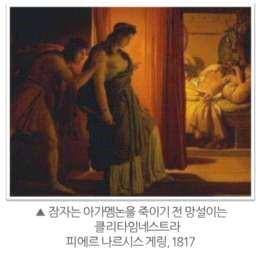 ▲ 잠자는 아가멤논을 죽이기 전 망설이는
클리타임네스트라
피에르 나르시스 게링, 1817